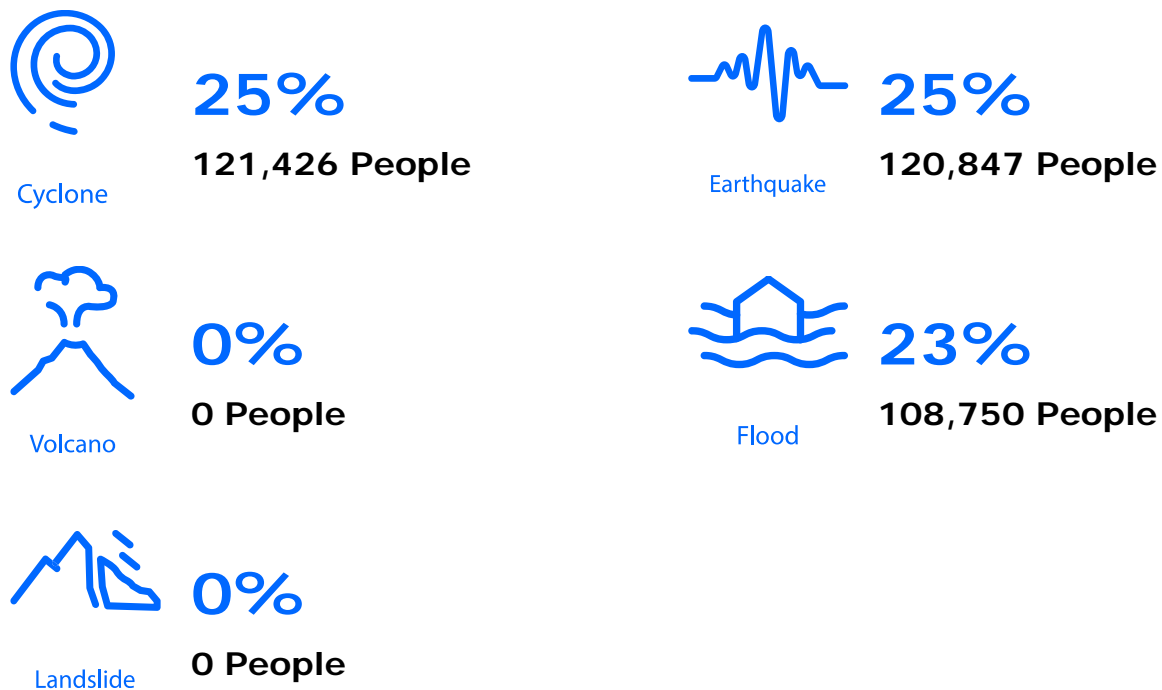 25%
121,426 People
Cyclone
25%
120,847 People
Earthquake
0%
0 People
Volcano
23%
108,750 People
Flood
0%
0 People
Landslide